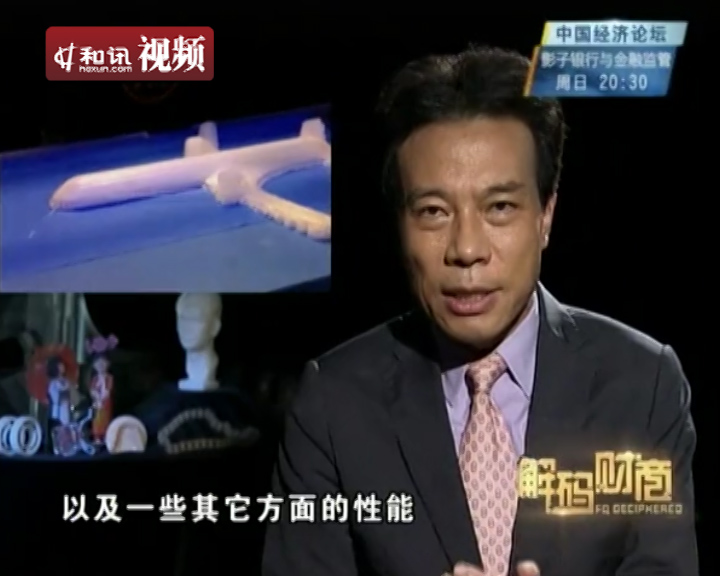 和讯 视频
hexun.com
中国经济论坛
影子银行与金融监管
周日 20:30
解码财商
FQ DECIPHERED
以及一些其它方面的性能